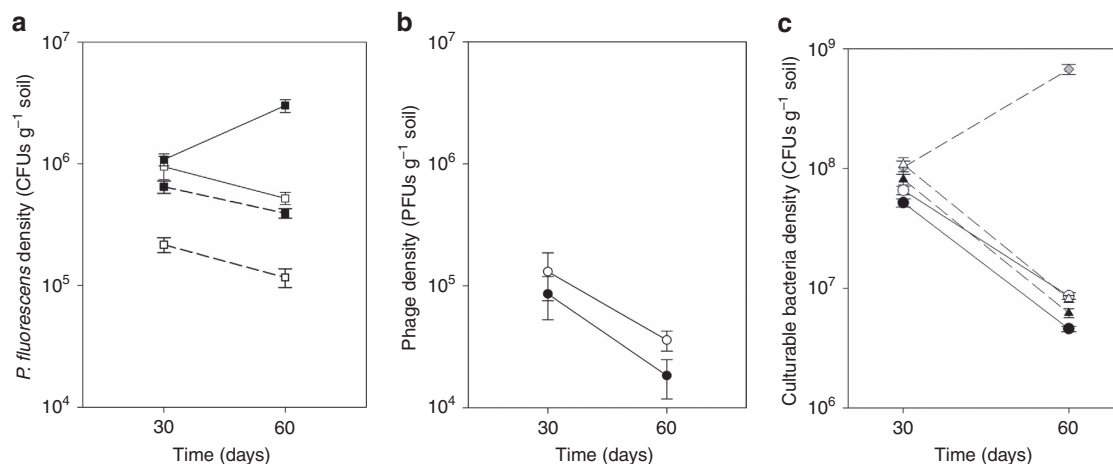 a
10⁷
10⁶
10⁵
10⁴
P. fluorescens density (CFUs g⁻¹ soil)
30 60
Time (days)
b
10⁷
10⁶
10⁵
10⁴
Phage density (PFUs g⁻¹ soil)
30 60
Time (days)
c
10⁹
10⁸
10⁷
10⁶
Culturable bacteria density (CFUs g⁻¹ soil)
30 60
Time (days)